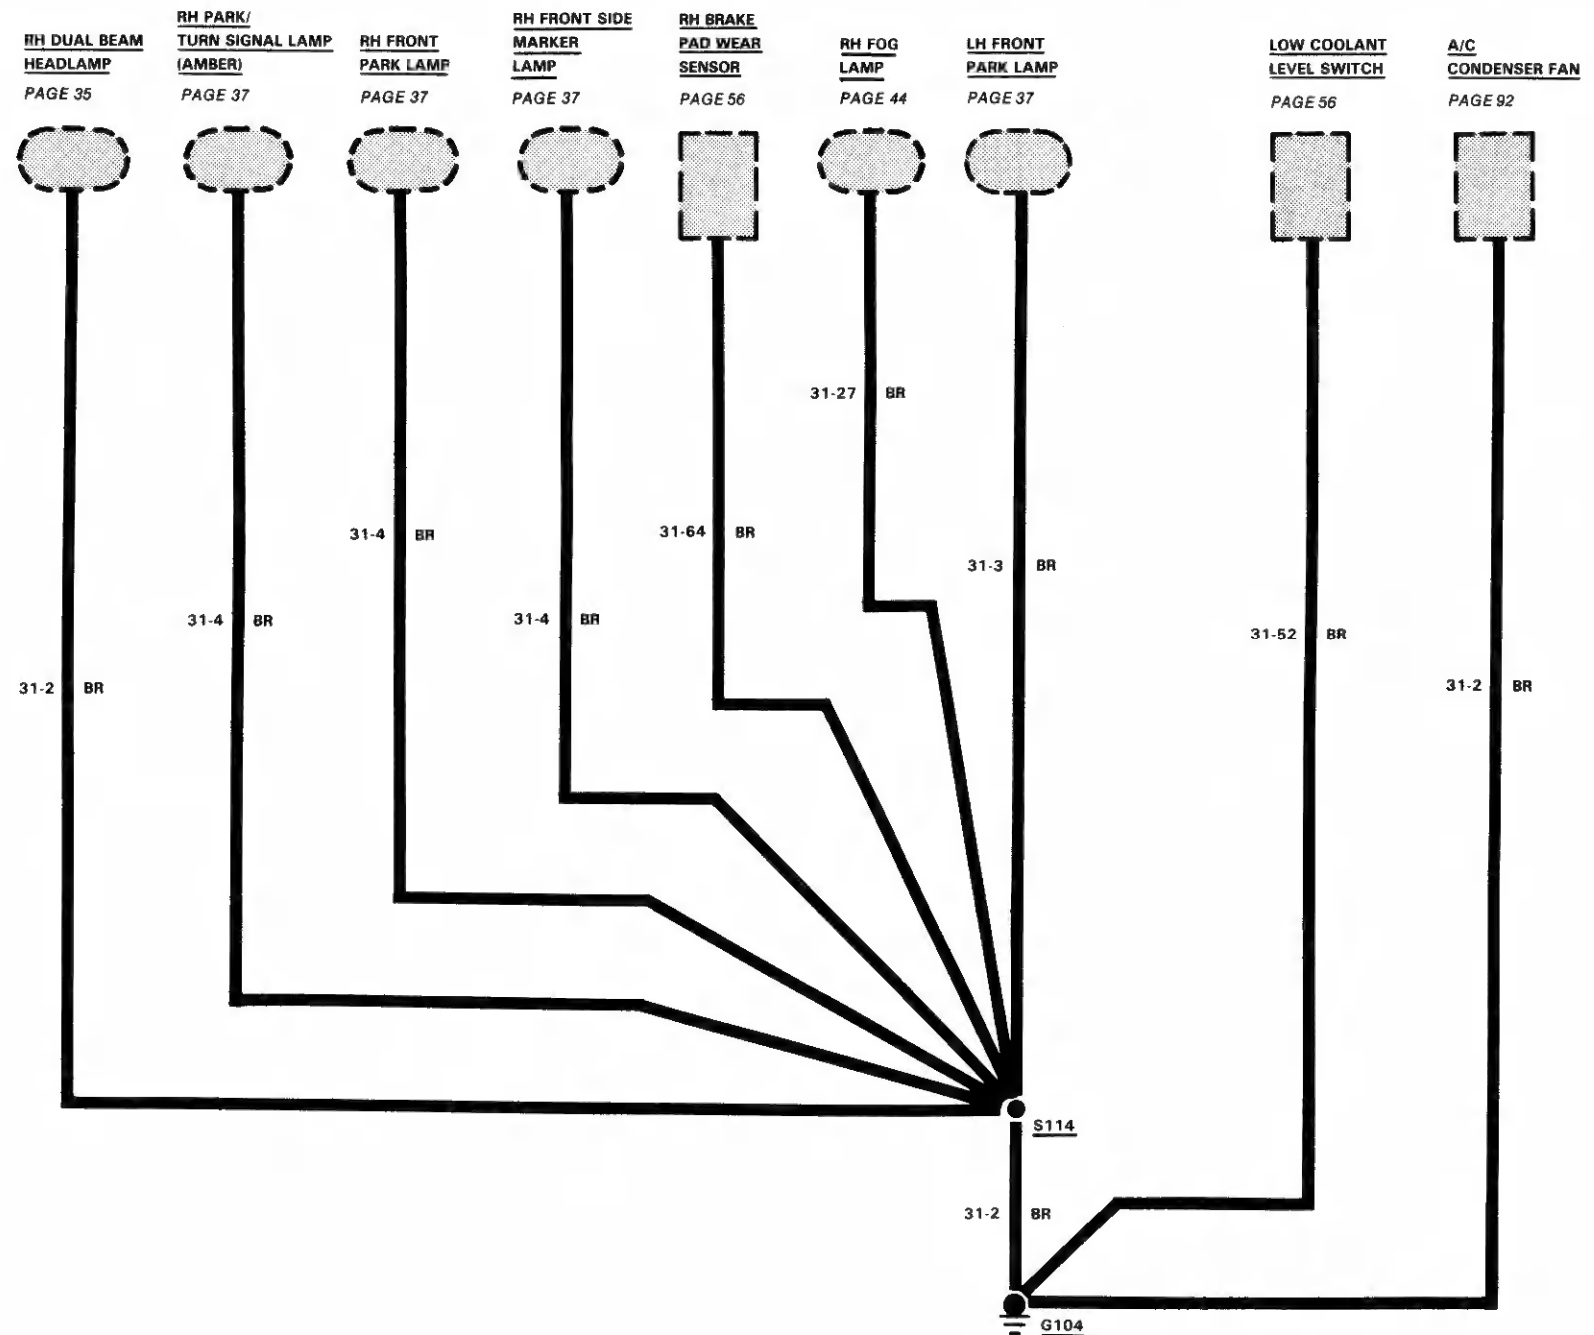 RH DUAL BEAM
HEADLAMP
PAGE 35
RH PARK/
TURN SIGNAL LAMP
(AMBER)
PAGE 37
RH FRONT
PARK LAMP
PAGE 37
RH FRONT SIDE
MARKER
LAMP
PAGE 37
RH BRAKE
PAD WEAR
SENSOR
PAGE 56
RH FOG
LAMP
PAGE 44
LH FRONT
PARK LAMP
PAGE 37
LOW COOLANT
LEVEL SWITCH
PAGE 56
A/C
CONDENSER FAN
PAGE 92
31-27 BR
31-4 BR
31-64 BR
31-3 BR
31-4 BR
31-4 BR
31-52 BR
31-2 BR
31-2 BR
S114
31-2 BR
G104